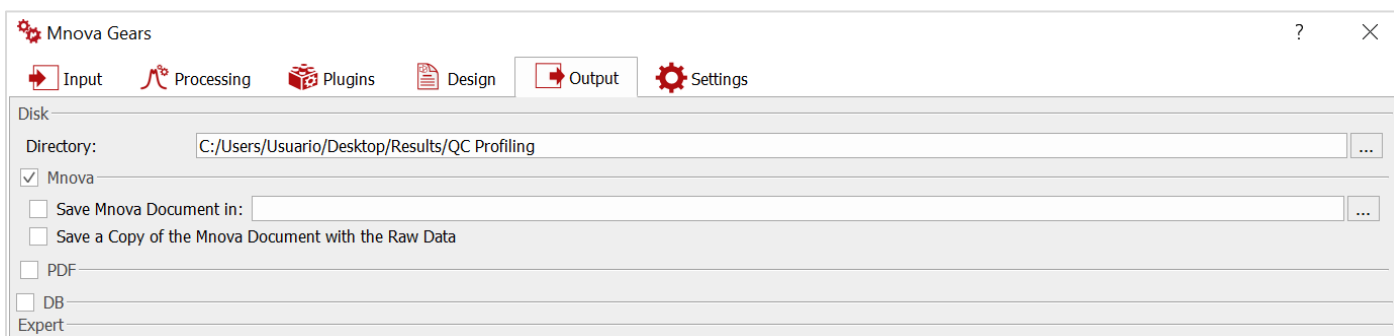 Mnova Gears ?
Input Processing Plugins Design Output Settings
Disk
Directory: C:/Users/Usuario/Desktop/Results/QC Profiling ...
Mnova
Save Mnova Document in: ...
Save a Copy of the Mnova Document with the Raw Data
PDF
DB
Expert